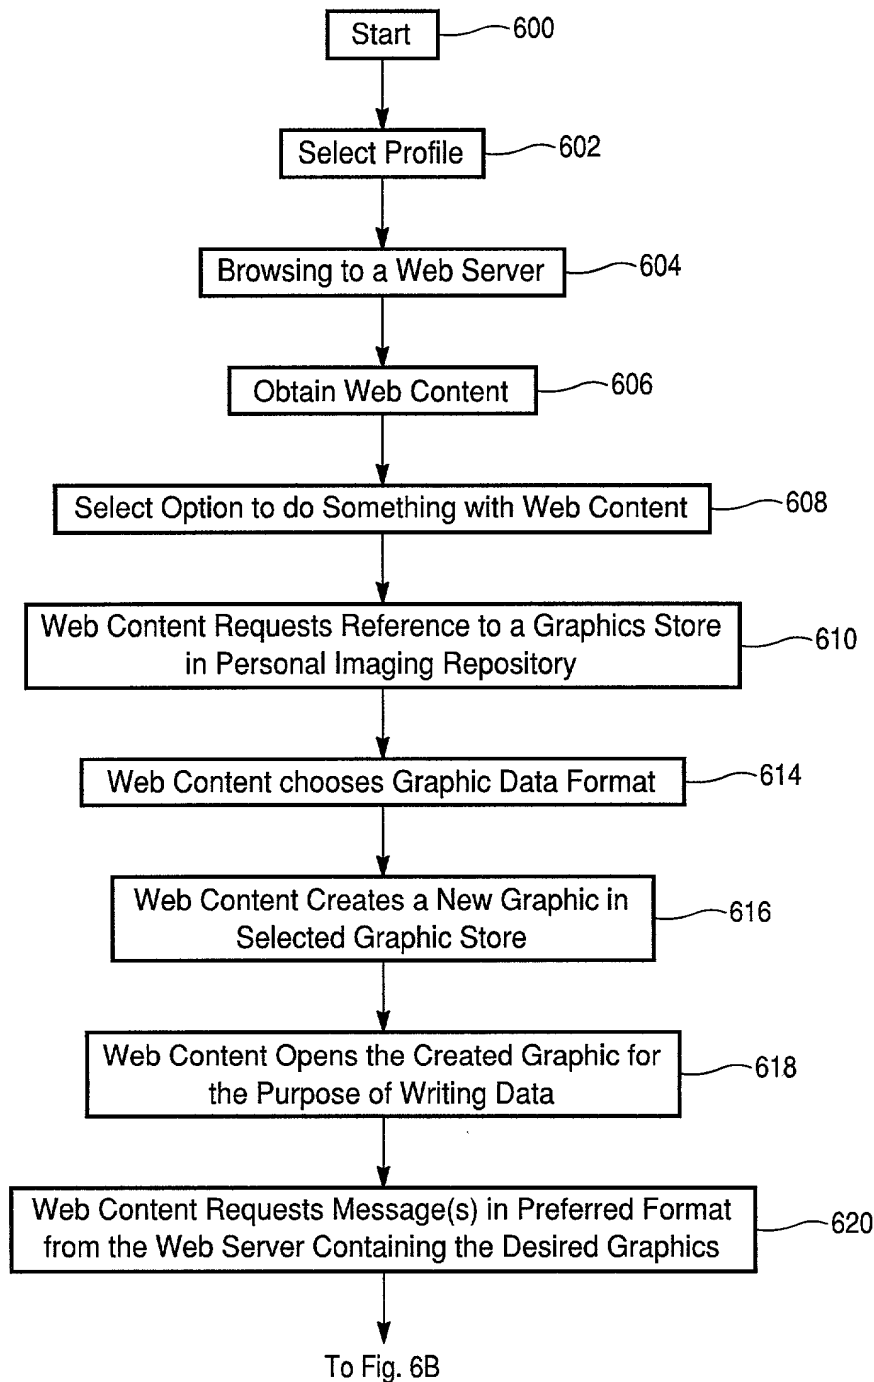 Start
600
Select Profile
602
Browsing to a Web Server
604
Obtain Web Content
606
Select Option to do Something with Web Content
608
Web Content Requests Reference to a Graphics Store
in Personal Imaging Repository
610
Web Content chooses Graphic Data Format
614
Web Content Creates a New Graphic in
Selected Graphic Store
616
Web Content Opens the Created Graphic for
the Purpose of Writing Data
618
Web Content Requests Message(s) in Preferred Format
from the Web Server Containing the Desired Graphics
620
To Fig. 6B